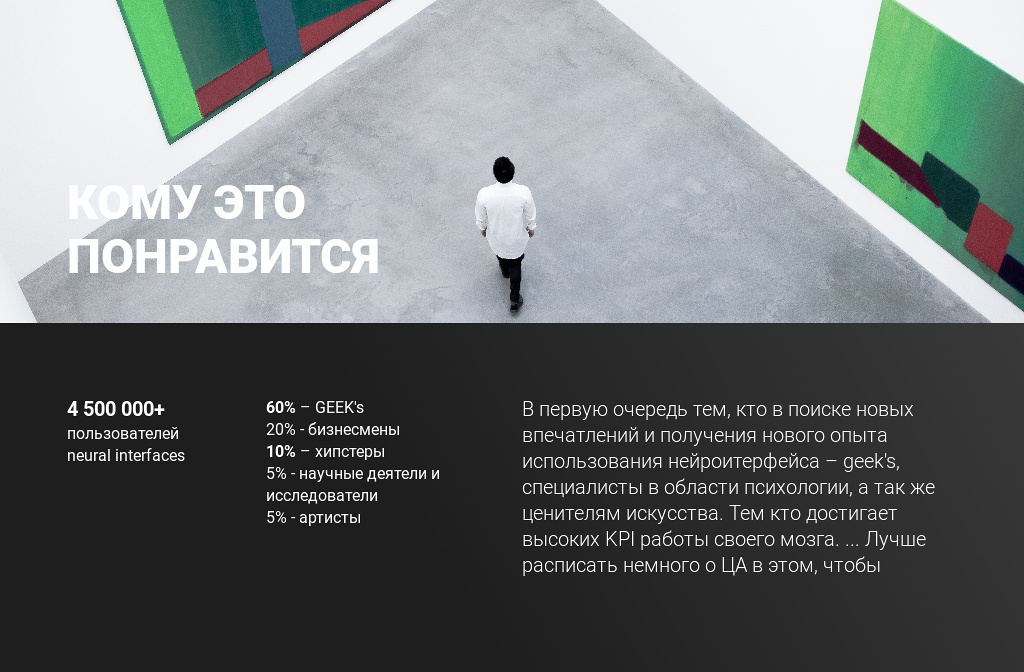 КОМУ ЭТО
ПОНРАВИТСЯ
4 500 000+
пользователей
neural interfaces
60% – GEEK's
20% - бизнесмены
10% – хипстеры
5% - научные деятели и
исследователи
5% - артисты
В первую очередь тем, кто в поиске новых
впечатлений и получения нового опыта
использования нейроитерфейса – geek's,
специалисты в области психологии, а так же
ценителям искусства. Тем кто достигает
высоких KPI работы своего мозга. ... Лучше
расписать немного о ЦА в этом, чтобы